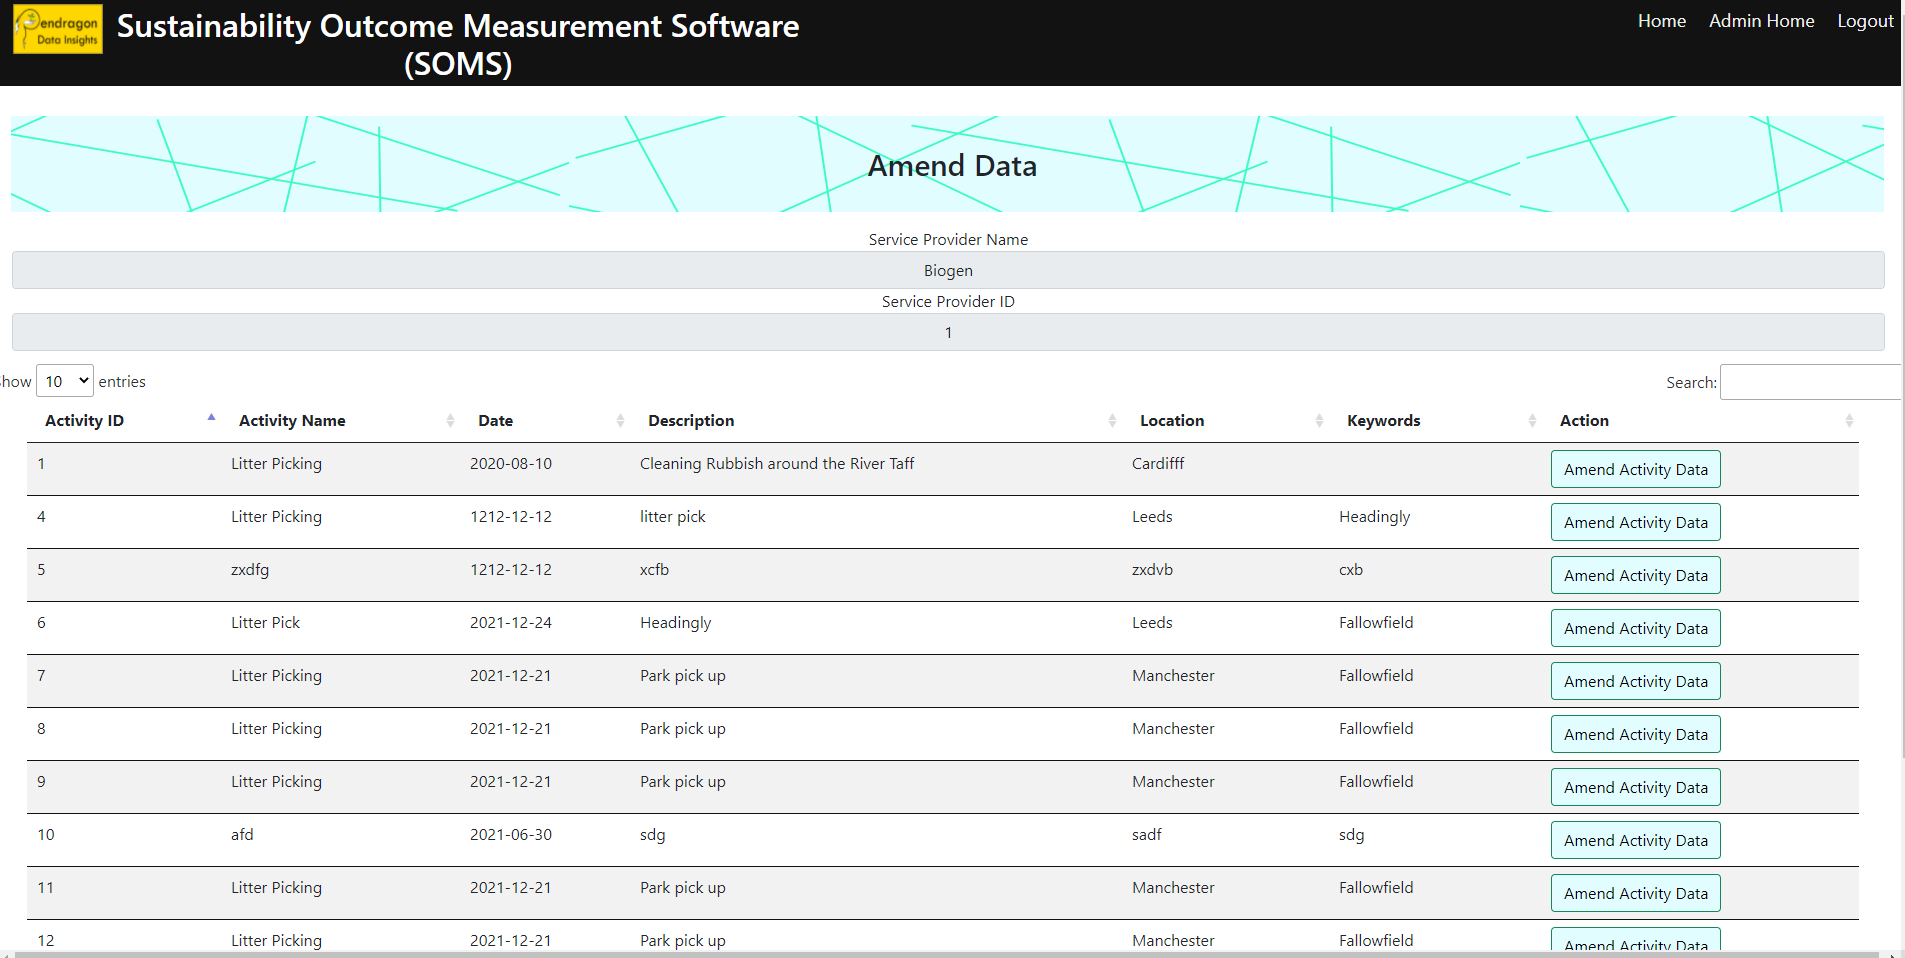 Pendragon
Data Insights
Sustainability Outcome Measurement Software
(SOMS)
Home Admin Home Logout
Amend Data
Service Provider Name
Biogen
Service Provider ID
1
how 10 entries
Search:
Activity ID Activity Name Date Description Location Keywords Action
1 Litter Picking 2020-08-10 Cleaning Rubbish around the River Taff Cardifff Amend Activity Data
4 Litter Picking 1212-12-12 litter pick Leeds Headingly Amend Activity Data
5 zxdfg 1212-12-12 xcfb zxdvb cxb Amend Activity Data
6 Litter Pick 2021-12-24 Headingly Leeds Fallowfield Amend Activity Data
7 Litter Picking 2021-12-21 Park pick up Manchester Fallowfield Amend Activity Data
8 Litter Picking 2021-12-21 Park pick up Manchester Fallowfield Amend Activity Data
9 Litter Picking 2021-12-21 Park pick up Manchester Fallowfield Amend Activity Data
10 afd 2021-06-30 sdg sadf sdg Amend Activity Data
11 Litter Picking 2021-12-21 Park pick up Manchester Fallowfield Amend Activity Data
12 Litter Picking 2021-12-21 Park pick up Manchester Fallowfield Amend Activity Data